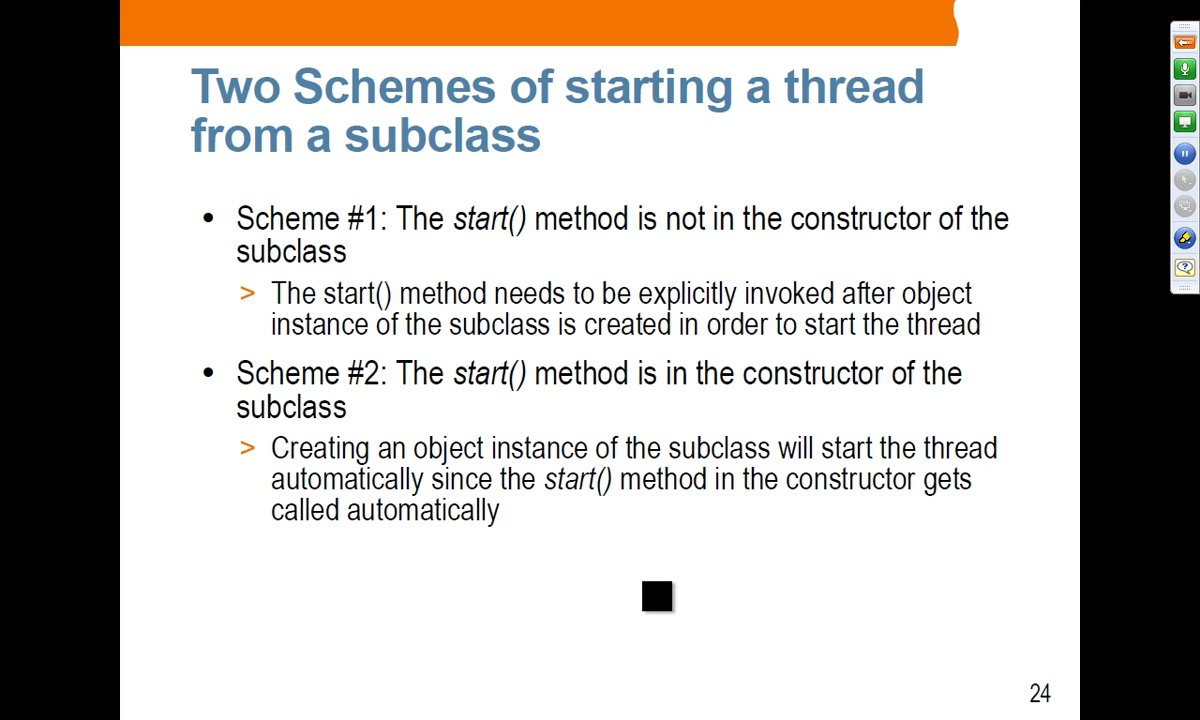 Two Schemes of starting a thread
from a subclass
• Scheme #1: The start() method is not in the constructor of the
subclass
> The start() method needs to be explicitly invoked after object
instance of the subclass is created in order to start the thread
• Scheme #2: The start() method is in the constructor of the
subclass
> Creating an object instance of the subclass will start the thread
automatically since the start() method in the constructor gets
called automatically
24